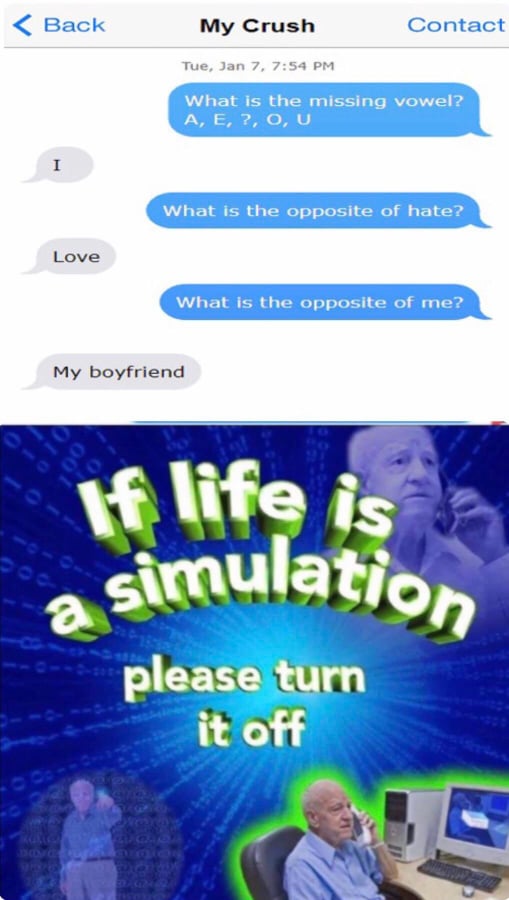 Back
My Crush
Contact
Tue, Jan 7, 7:54 PM
What is the missing vowel?
A, E, ?, O, U
I
What is the opposite of hate?
Love
What is the opposite of me?
My boyfriend
If life is
a simulation
please turn
it off